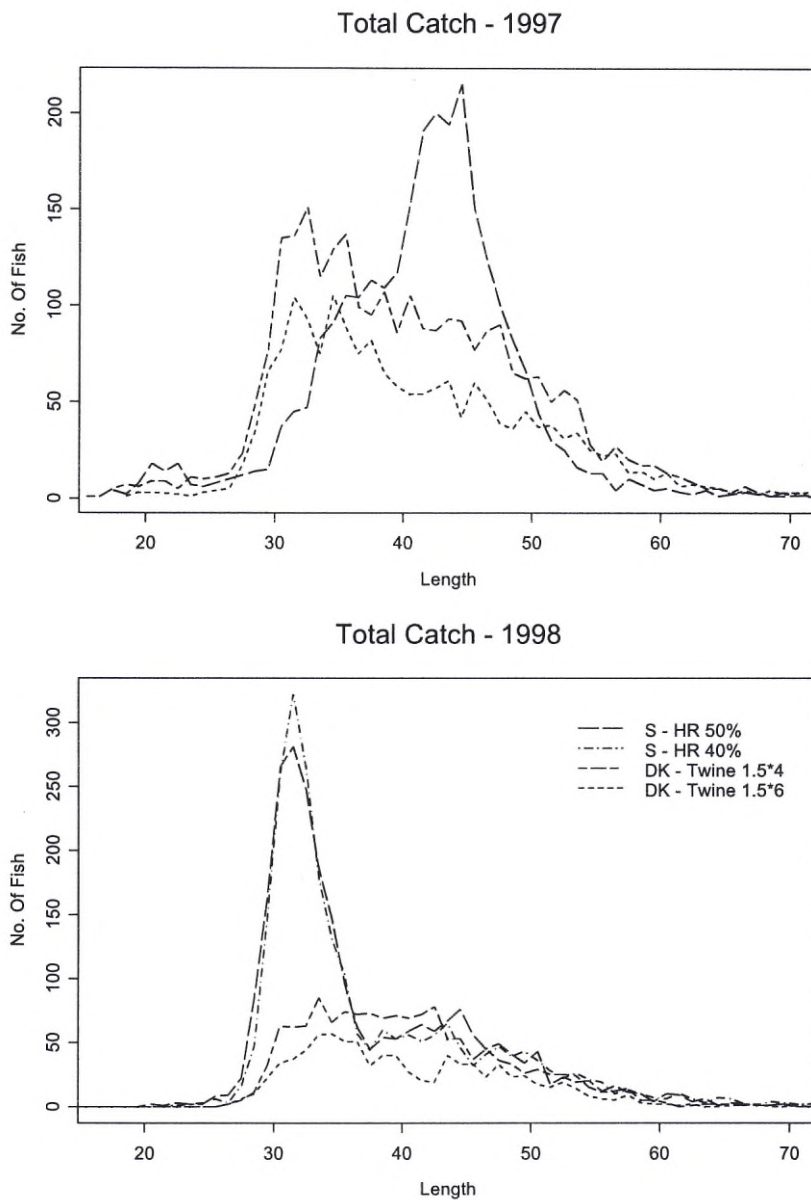 Total Catch - 1997
No. Of Fish
200
150
100
50
0
20 30 40 50 60 70
Length
Total Catch - 1998
No. Of Fish
300
250
200
150
100
50
0
S - HR 50%
S - HR 40%
DK - Twine 1.5*4
DK - Twine 1.5*6
20 30 40 50 60 70
Length